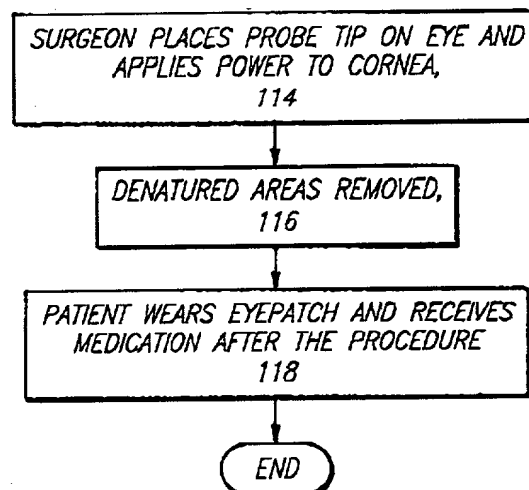 SURGEON PLACES PROBE TIP ON EYE AND
APPLIES POWER TO CORNEA,
114
DENATURED AREAS REMOVED,
116
PATIENT WEARS EYEPATCH AND RECEIVES
MEDICATION AFTER THE PROCEDURE
118
END